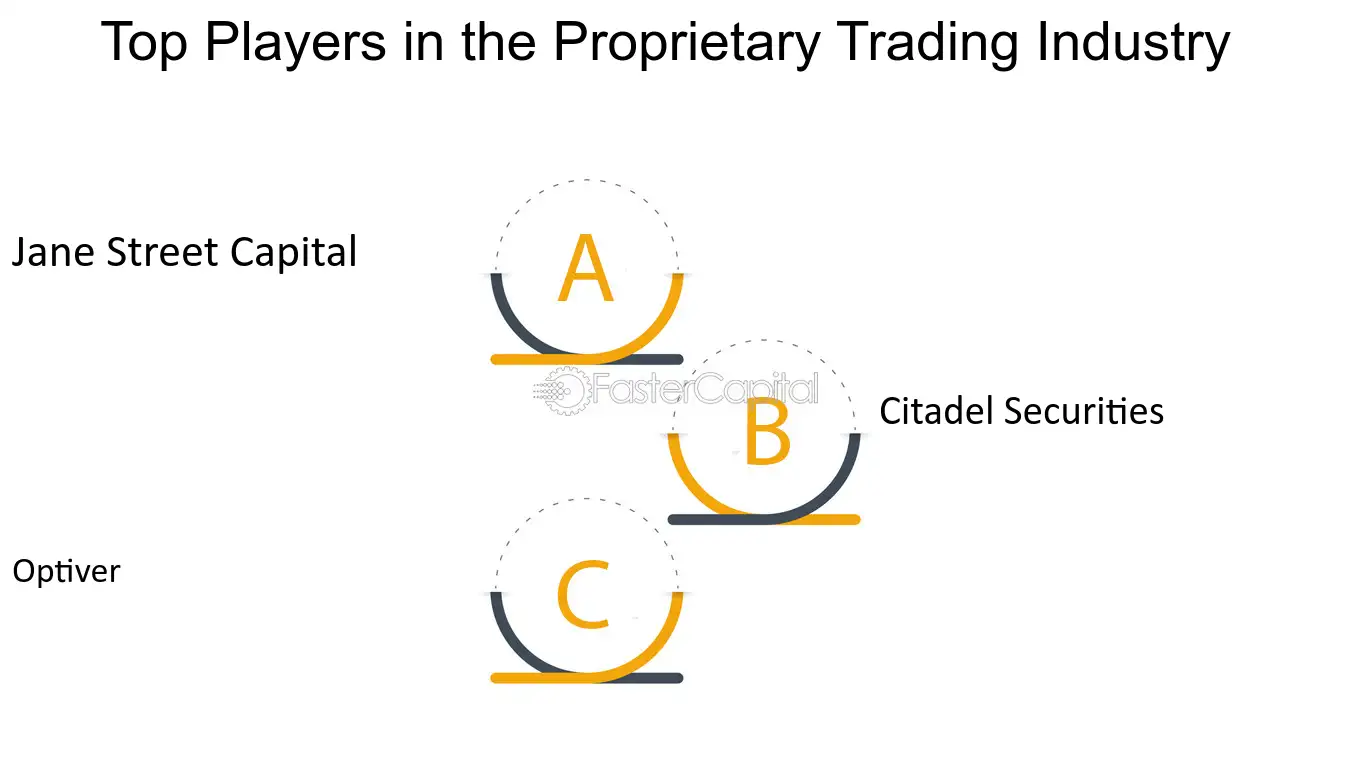 Top Players in the Proprietary Trading Industry
Jane Street Capital
A
FasterCapital
B
Citadel Securities
Optiver
C